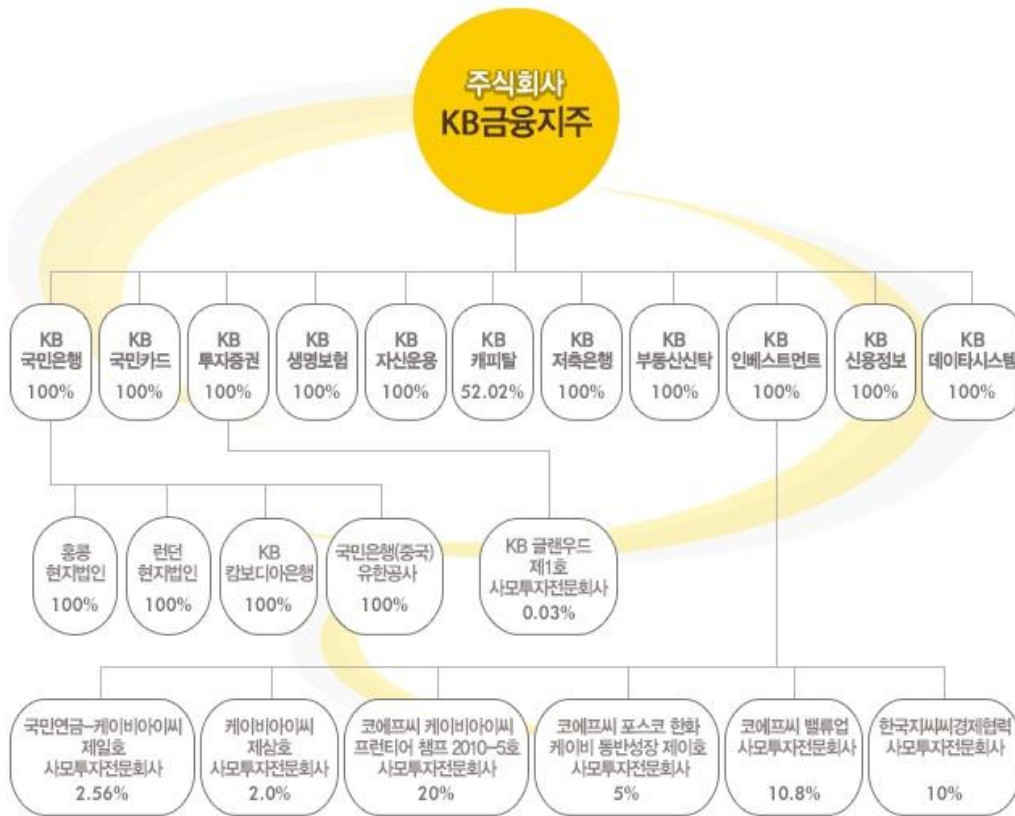 주식회사
KB금융지주
KB
국민은행
100%
KB
국민카드
100%
KB
투자증권
100%
KB
생명보험
100%
KB
자산운용
100%
KB
캐피탈
52.02%
KB
저축은행
100%
KB
부동산신탁
100%
KB
인베스트먼트
100%
KB
신용정보
100%
KB
데이타시스템
100%
홍콩
현지법인
100%
런던
현지법인
100%
KB
캄보디아은행
100%
국민은행(중국)
유한공사
100%
KB 글랜우드
제1호
사모투자전문회사
0.03%
국민연금-케이비아이씨
제일호
사모투자전문회사
2.56%
케이비아이씨
제삼호
사모투자전문회사
2.0%
코에프씨 케이비아이씨
프런티어 챔프 2010-5호
사모투자전문회사
20%
코에프씨 포스코 한화
케이비 동반성장 제이호
사모투자전문회사
5%
코에프씨 밸류업
사모투자전문회사
10.8%
한국지씨씨경제협력
사모투자전문회사
10%